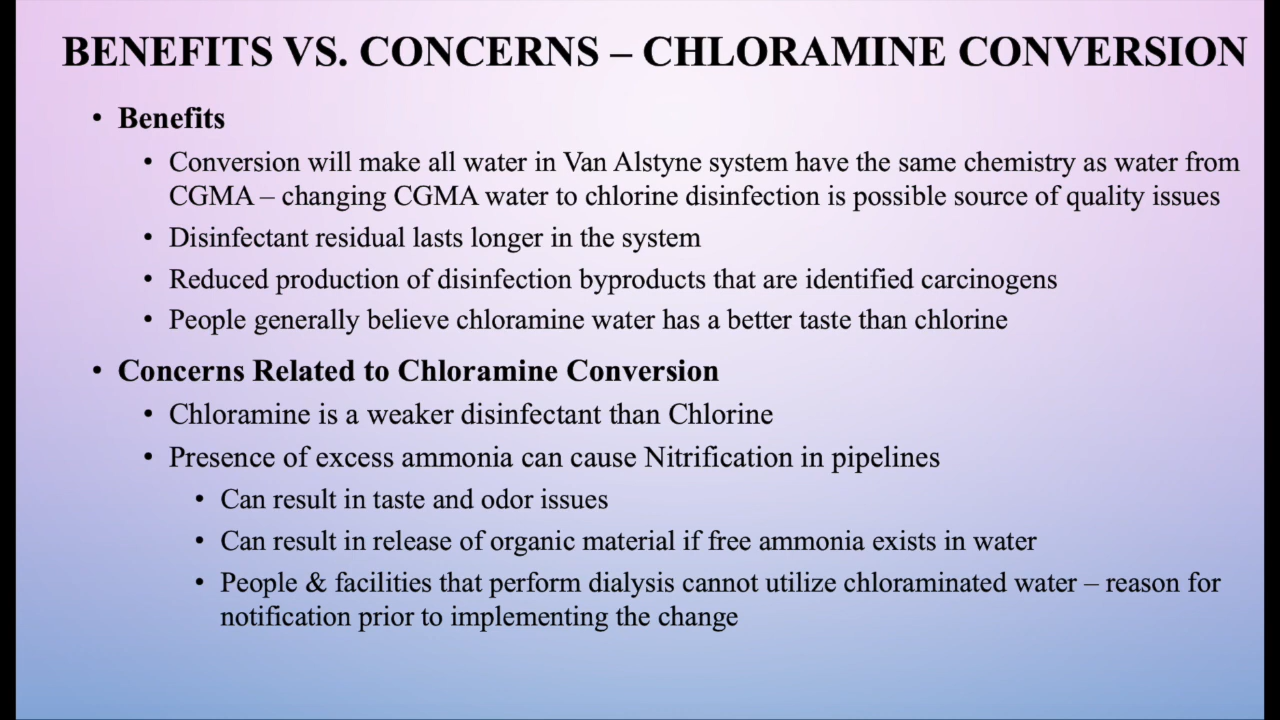 BENEFITS VS. CONCERNS – CHLORAMINE CONVERSION
• Benefits
• Conversion will make all water in Van Alstyne system have the same chemistry as water from
CGMA – changing CGMA water to chlorine disinfection is possible source of quality issues
• Disinfectant residual lasts longer in the system
• Reduced production of disinfection byproducts that are identified carcinogens
• People generally believe chloramine water has a better taste than chlorine
• Concerns Related to Chloramine Conversion
• Chloramine is a weaker disinfectant than Chlorine
• Presence of excess ammonia can cause Nitrification in pipelines
• Can result in taste and odor issues
• Can result in release of organic material if free ammonia exists in water
• People & facilities that perform dialysis cannot utilize chloraminated water – reason for
notification prior to implementing the change